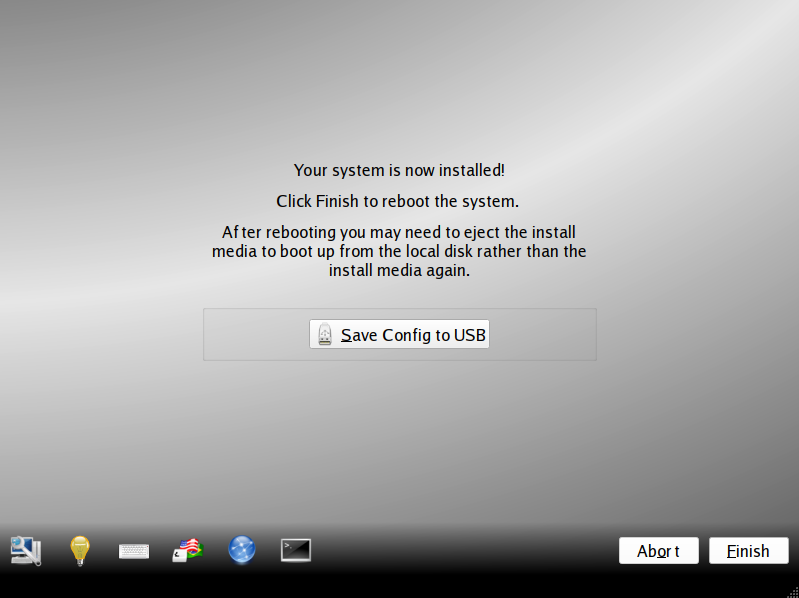 Your system is now installed!
Click Finish to reboot the system.
After rebooting you may need to eject the install
media to boot up from the local disk rather than the
install media again.
Save Config to USB
Abort
Finish